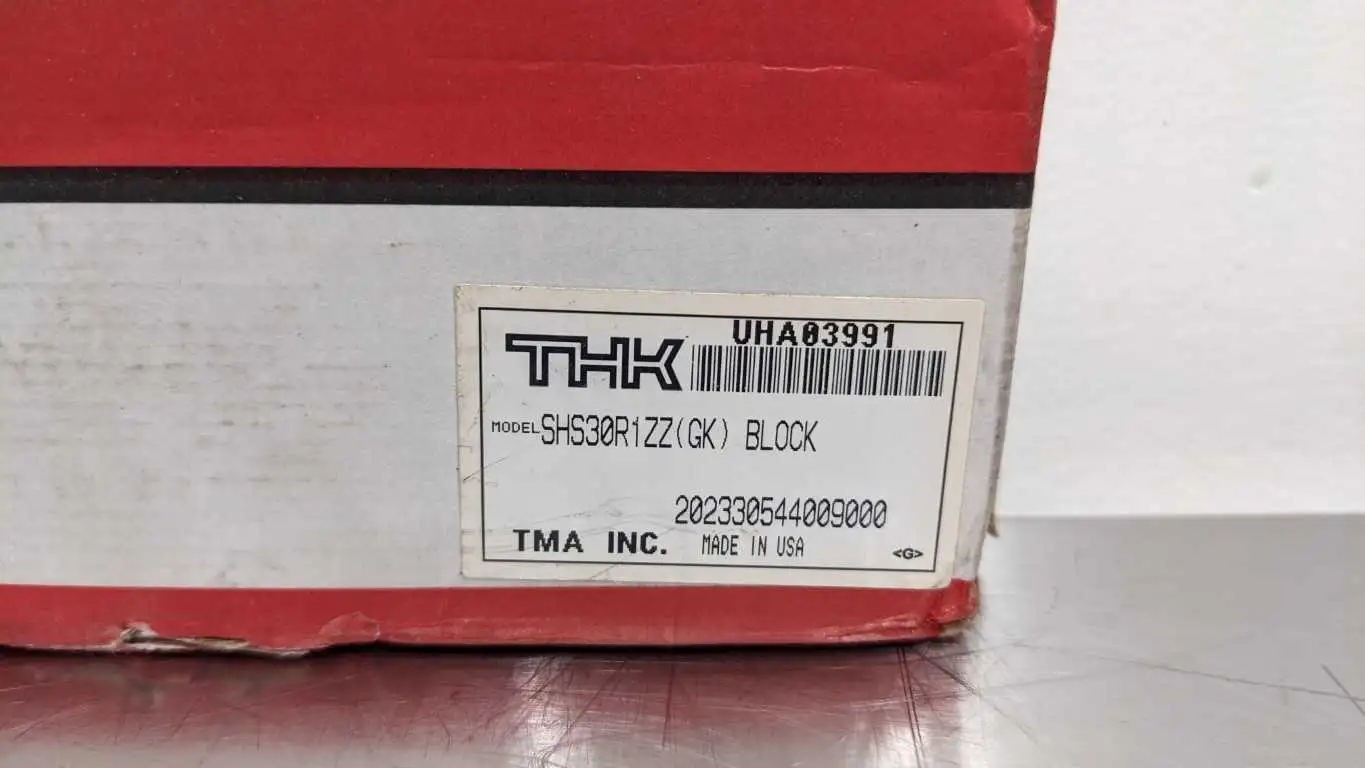 THK
UHA03991
MODEL SHS30R1ZZ(GK) BLOCK
202330544009000
TMA INC. MADE IN USA <G>